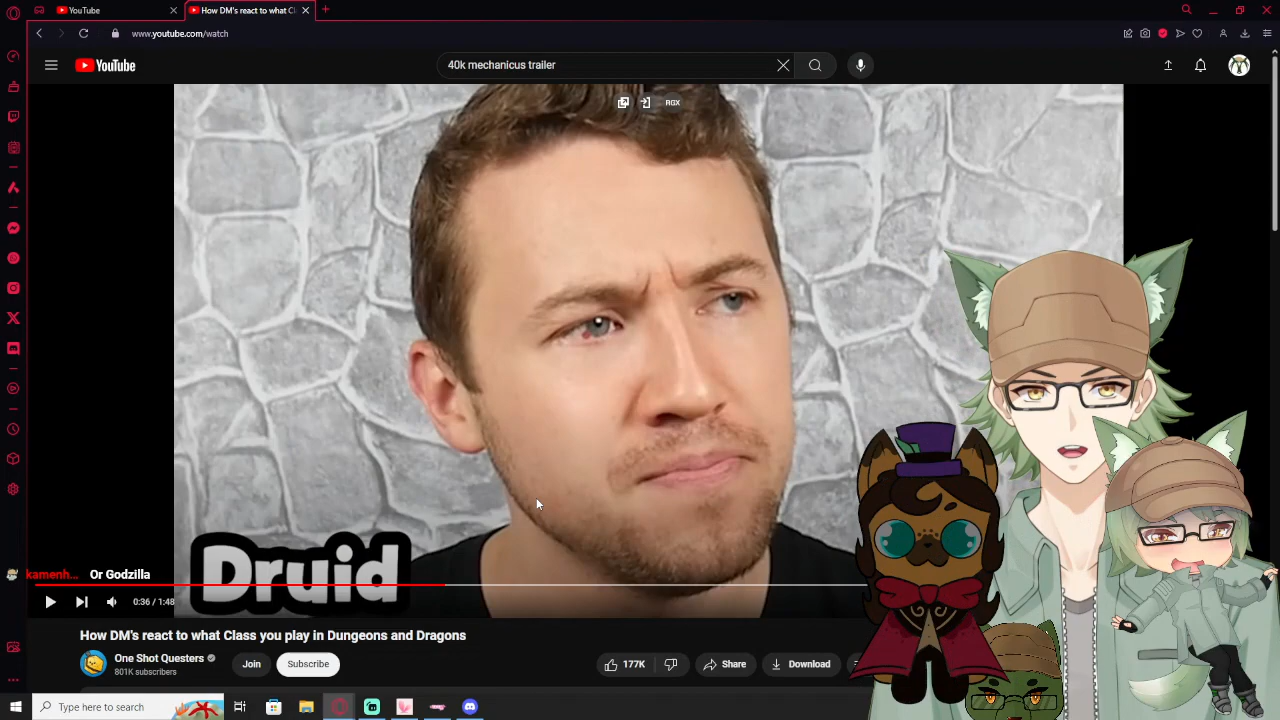 YouTube
How DM's react to what Cl
www.youtube.com/watch
YouTube
40k mechanicus trailer
RGX
Druid
kamenh... Or Godzilla
0:36 / 1:48
How DM's react to what Class you play in Dungeons and Dragons
One Shot Questers
801K subscribers
Join
Subscribe
177K
Share
Download
Type here to search